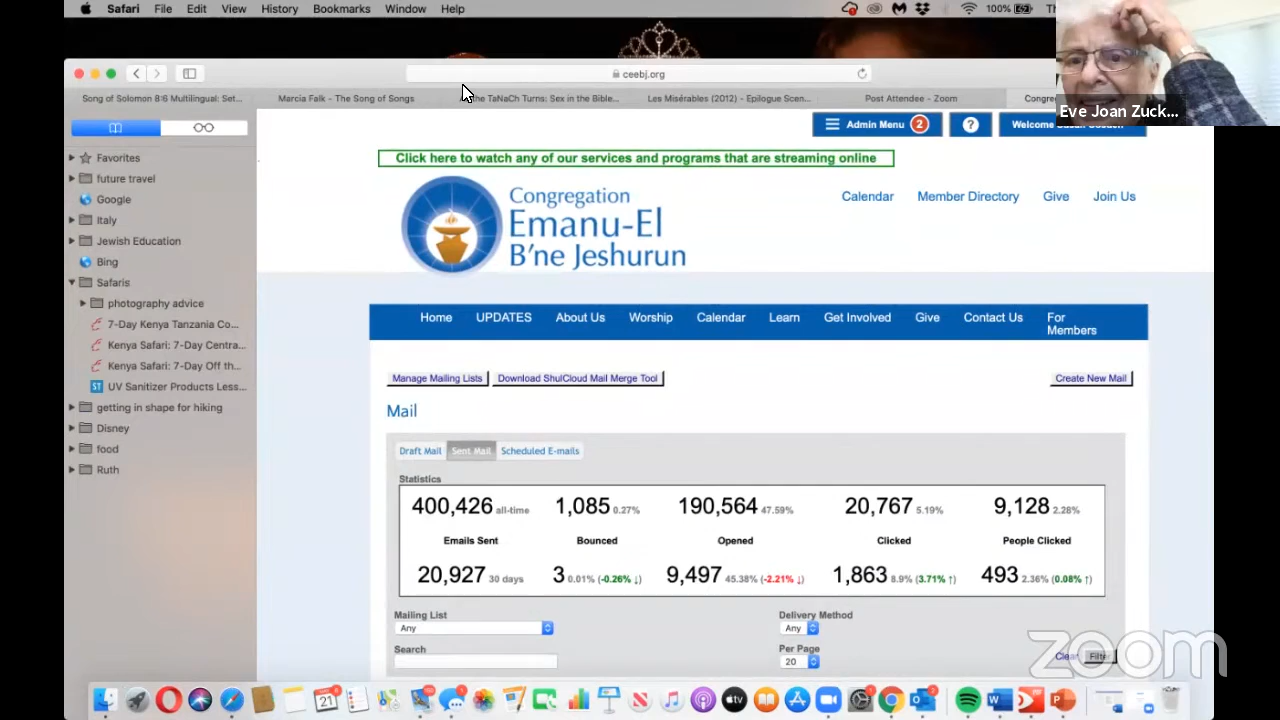 Safari File Edit View History Bookmarks Window Help
100%
ceebj.org
Song of Solomon 8:6 Multilingual: Set...
Marcia Falk - The Song of Songs
the TaNaCh Turns: Sex in the Bible...
Les Misérables (2012) - Epilogue Scen...
Post Attendee - Zoom
Congre
Eve Joan Zuck...
Admin Menu 2
?
Welcome
Click here to watch any of our services and programs that are streaming online
Favorites
future travel
Google
Italy
Jewish Education
Bing
Safaris
photography advice
7-Day Kenya Tanzania Co...
Kenya Safari: 7-Day Centra...
Kenya Safari: 7-Day Off th...
UV Sanitizer Products Less...
getting in shape for hiking
Disney
food
Ruth
Congregation
Emanu-El
B'ne Jeshurun
Calendar Member Directory Give Join Us
Home UPDATES About Us Worship Calendar Learn Get Involved Give Contact Us For Members
Manage Mailing Lists Download ShulCloud Mail Merge Tool Create New Mail
Mail
Draft Mail Sent Mail Scheduled E-mails
Statistics
400,426 all-time 1,085 0.27% 190,564 47.59% 20,767 5.19% 9,128 2.28%
Emails Sent Bounced Opened Clicked People Clicked
20,927 30 days 3 0.01% (-0.26% ↓) 9,497 45.38% (-2.21% ↓) 1,863 8.9% (3.71% ↑) 493 2.36% (0.08% ↑)
Mailing List
Any
Delivery Method
Any
Search
Per Page
20
Clear Filter
zoom
21